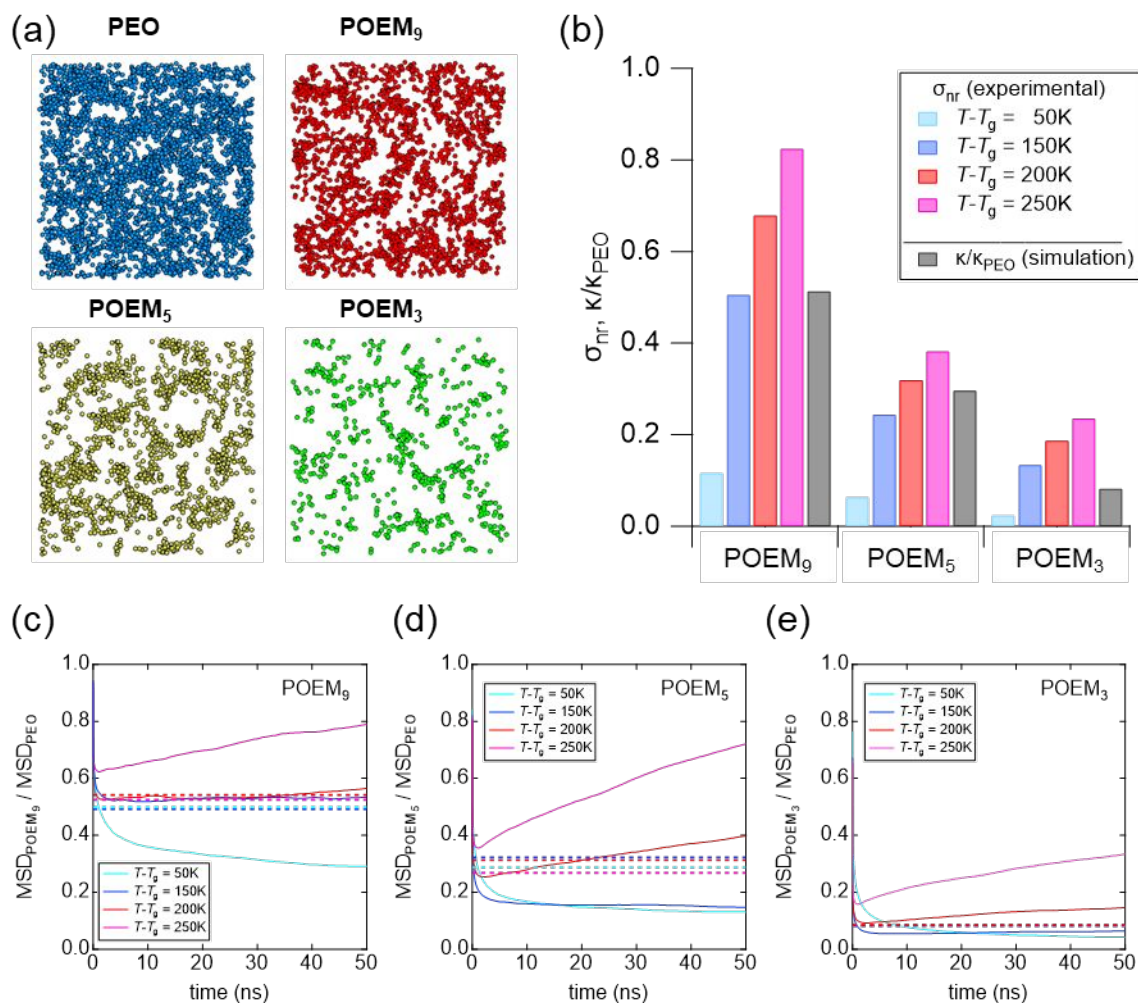 (a)
PEO
POEM₉
POEM₅
POEM₃
(b)
σnr, κ/κPEO
1.0
0.8
0.6
0.4
0.2
0.0
σnr (experimental)
T-Tg = 50K
T-Tg = 150K
T-Tg = 200K
T-Tg = 250K
κ/κPEO (simulation)
POEM₉
POEM₅
POEM₃
(c)
MSDPOEM₉ / MSDPEO
1.0
0.8
0.6
0.4
0.2
0.0
POEM₉
T-Tg = 50K
T-Tg = 150K
T-Tg = 200K
T-Tg = 250K
0 10 20 30 40 50
time (ns)
(d)
MSDPOEM₅ / MSDPEO
1.0
0.8
0.6
0.4
0.2
0.0
T-Tg = 50K
T-Tg = 150K
T-Tg = 200K
T-Tg = 250K
POEM₅
0 10 20 30 40 50
time (ns)
(e)
MSDPOEM₃ / MSDPEO
1.0
0.8
0.6
0.4
0.2
0.0
T-Tg = 50K
T-Tg = 150K
T-Tg = 200K
T-Tg = 250K
POEM₃
0 10 20 30 40 50
time (ns)